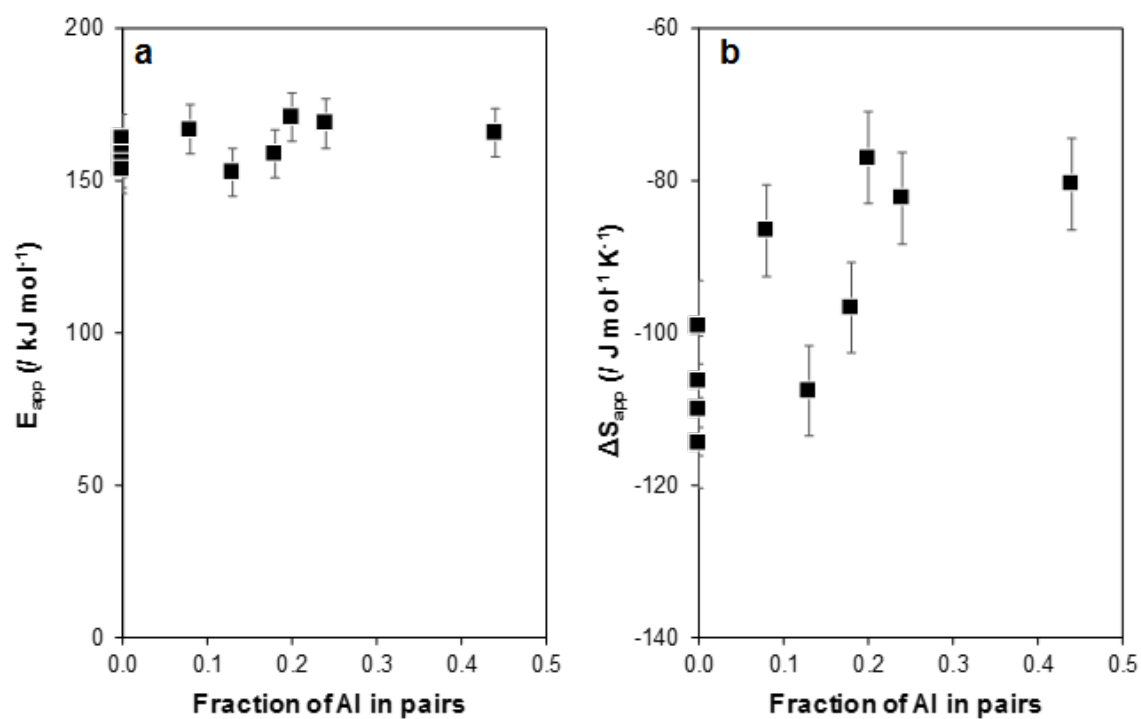 a
200
150
100
50
0
E_app (/ kJ mol⁻¹)
0.0 0.1 0.2 0.3 0.4 0.5
Fraction of Al in pairs
b
-60
-80
-100
-120
-140
ΔS_app (/ J mol⁻¹ K⁻¹)
0.0 0.1 0.2 0.3 0.4 0.5
Fraction of Al in pairs